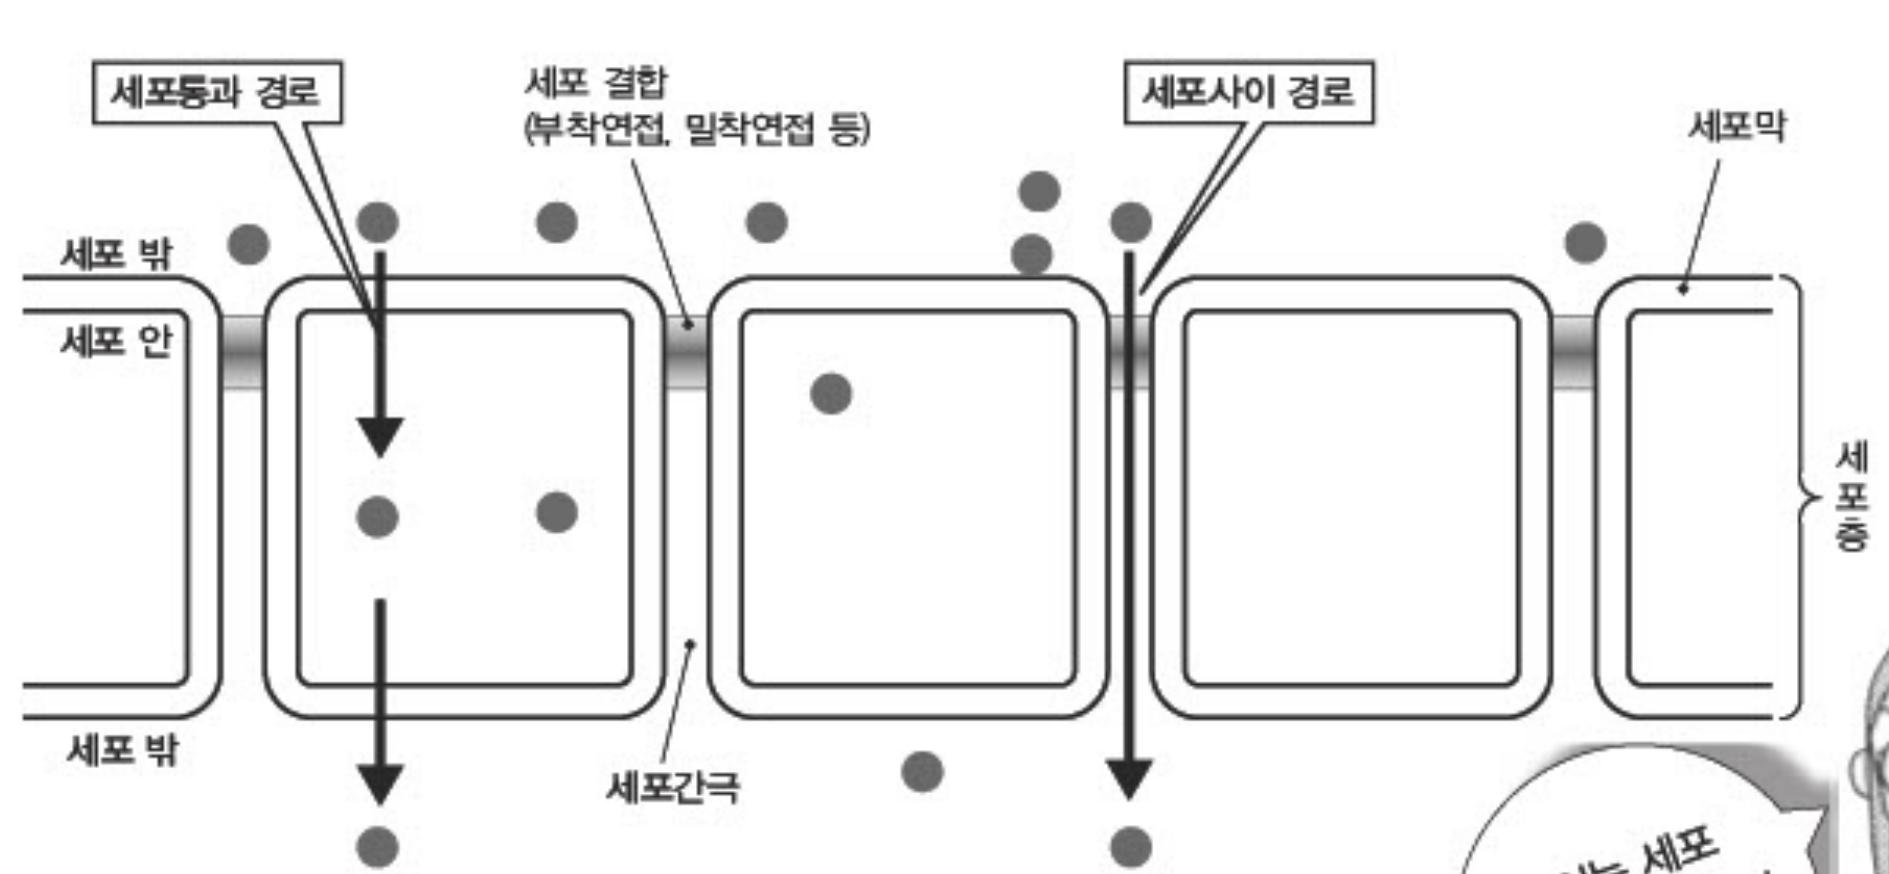 세포통과 경로
세포 결합
(부착연접, 밀착연접 등)
세포사이 경로
세포막
세포 밖
세포 안
세포층
세포 밖
세포간극
세포